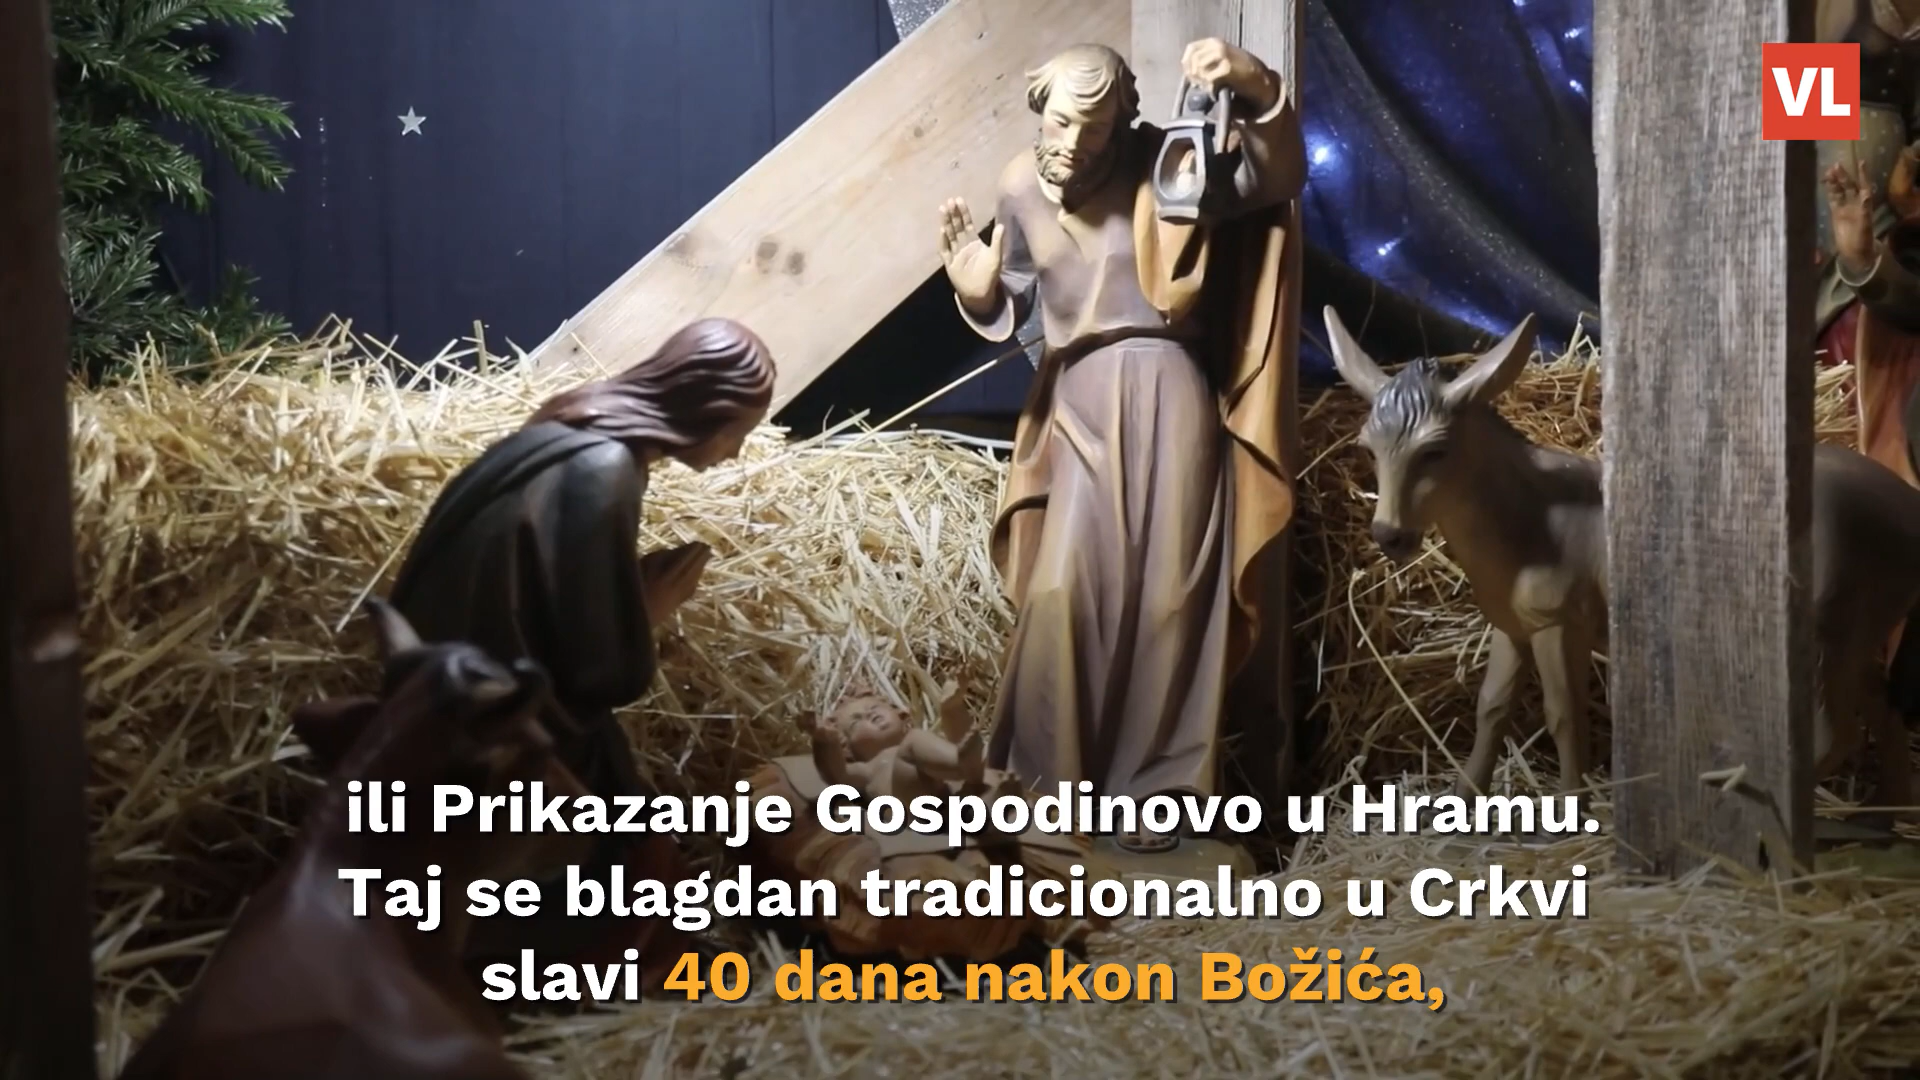 VL
ili Prikazanje Gospodinovo u Hramu.
Taj se blagdan tradicionalno u Crkvi
slavi 40 dana nakon Božića,